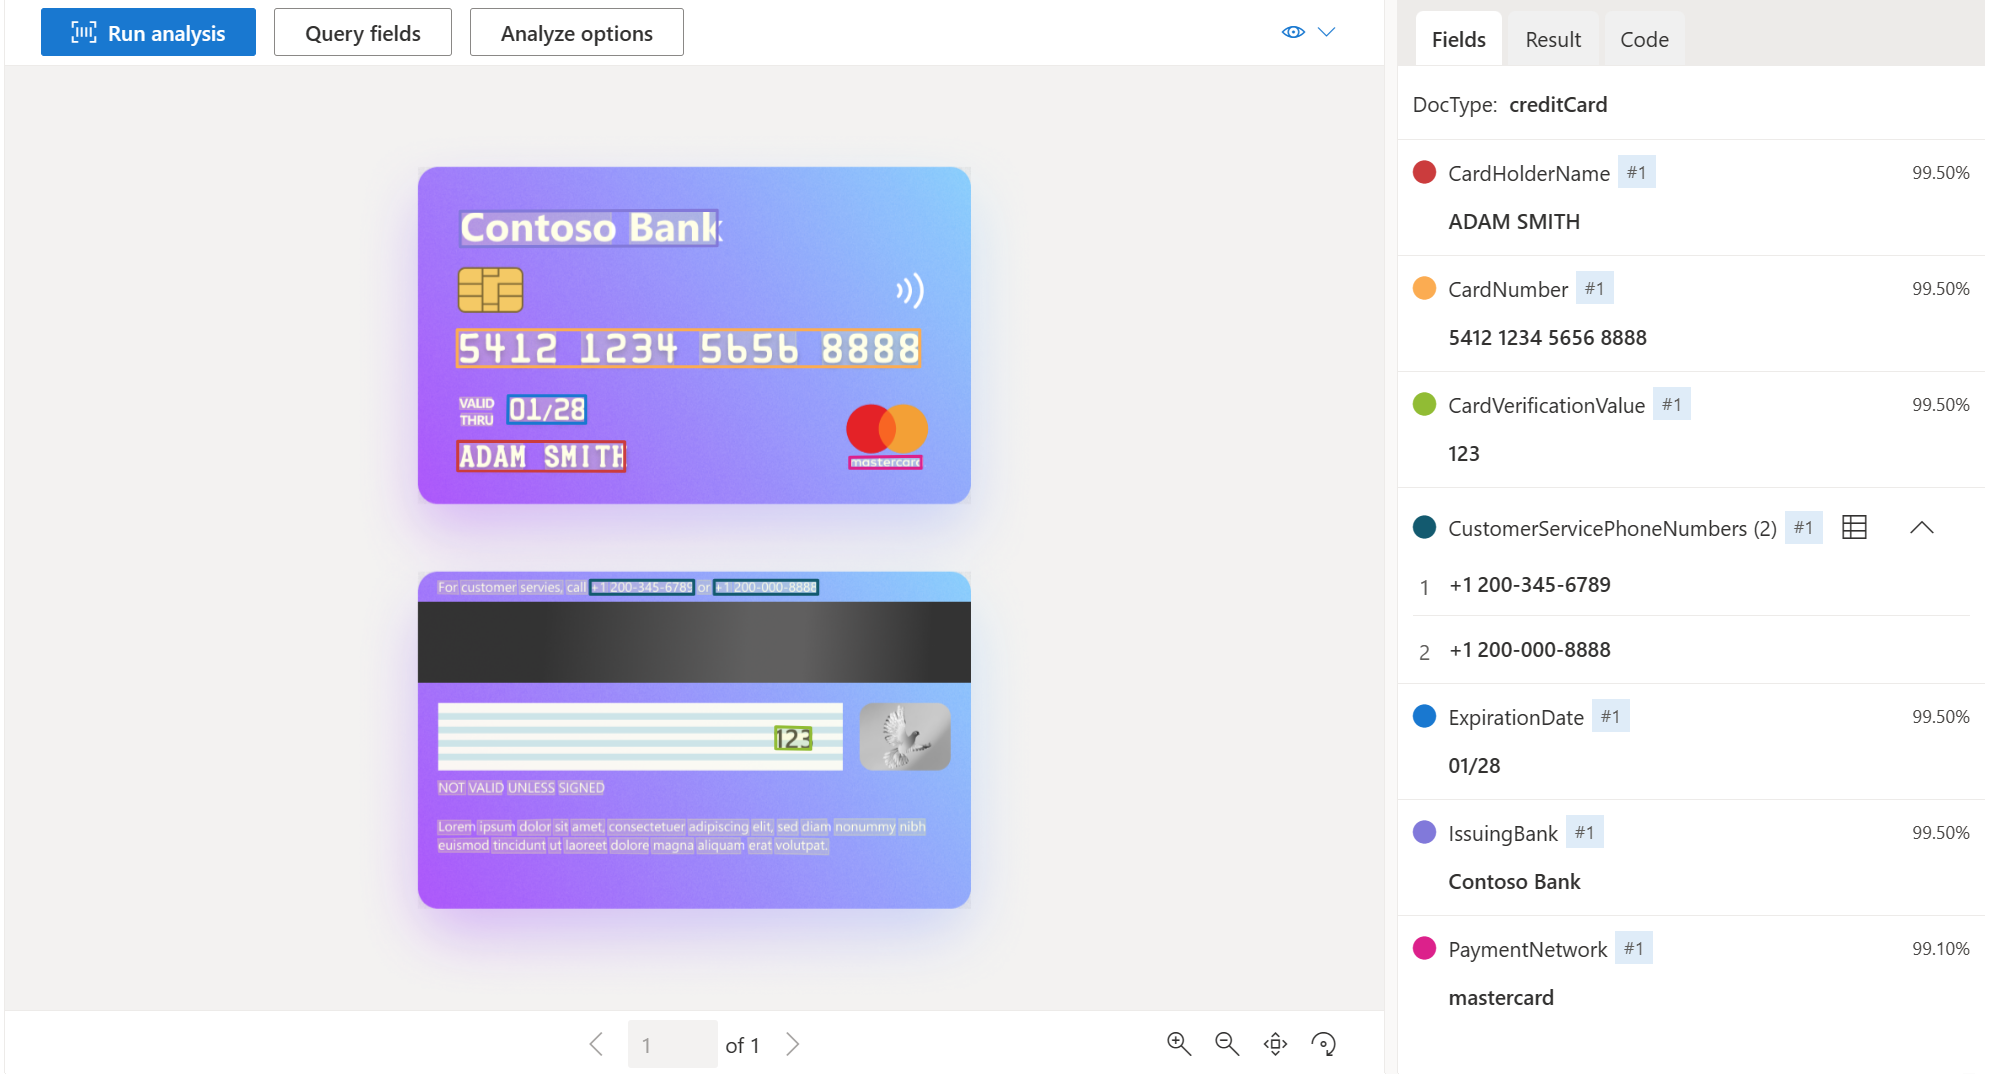 Run analysis
Query fields
Analyze options
Contoso Bank
5412 1234 5656 8888
VALID
THRU
01/28
ADAM SMITH
mastercard
For customer servies, call +1 200-345-6789 or +1 200-000-8888
123
NOT VALID UNLESS SIGNED
Lorem ipsum dolor sit amet, consectetuer adipiscing elit, sed diam nonummy nibh
euismod tincidunt ut laoreet dolore magna aliquam erat volutpat.
1 of 1
Fields Result Code
DocType: creditCard
CardHolderName #1 99.50%
ADAM SMITH
CardNumber #1 99.50%
5412 1234 5656 8888
CardVerificationValue #1 99.50%
123
CustomerServicePhoneNumbers (2) #1
1 +1 200-345-6789
2 +1 200-000-8888
ExpirationDate #1 99.50%
01/28
IssuingBank #1 99.50%
Contoso Bank
PaymentNetwork #1 99.10%
mastercard